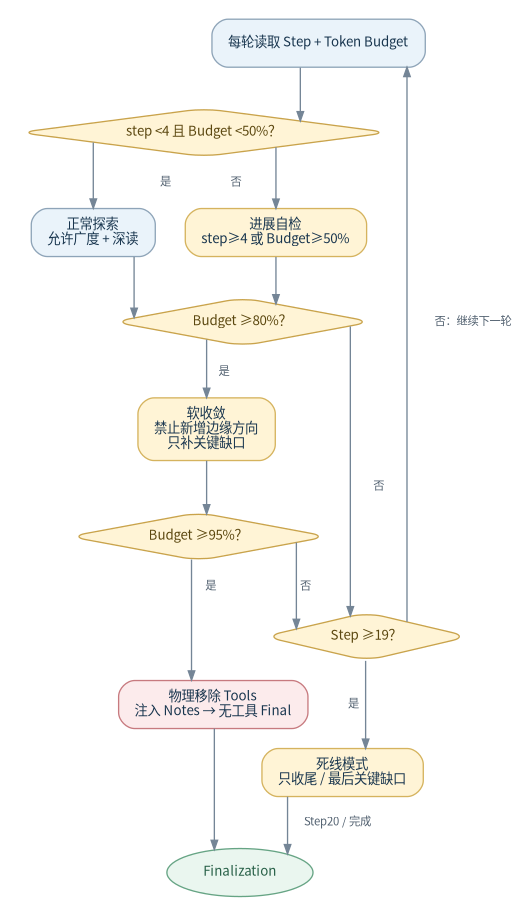 每轮读取 Step + Token Budget
step <4 且 Budget <50%?
是
否
正常探索
允许广度 + 深读
进展自检
step≥4 或 Budget≥50%
Budget ≥80%?
否：继续下一轮
是
软收敛
禁止新增边缘方向
只补关键缺口
否
Budget ≥95%?
是
否
Step ≥19?
物理移除 Tools
注入 Notes → 无工具 Final
是
死线模式
只收尾 / 最后关键缺口
Step20 / 完成
Finalization